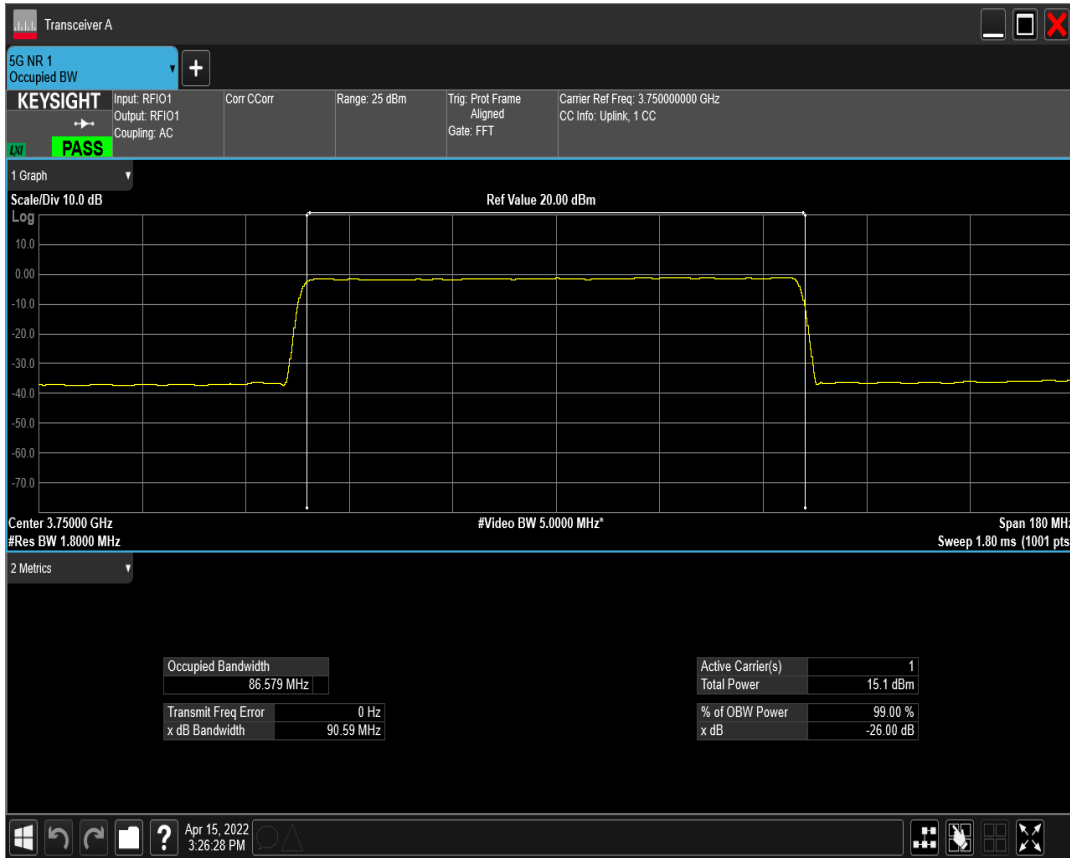 Transceiver A
5G NR 1
Occupied BW
+
KEYSIGHT
LXI
PASS
Input: RFIO1
Output: RFIO1
Coupling: AC
Corr CCorr
Range: 25 dBm
Trig: Prot Frame
Aligned
Gate: FFT
Carrier Ref Freq: 3.750000000 GHz
CC Info: Uplink, 1 CC
1 Graph
Scale/Div 10.0 dB
Ref Value 20.00 dBm
Log
10.0
0.00
-10.0
-20.0
-30.0
-40.0
-50.0
-60.0
-70.0
Center 3.75000 GHz
#Video BW 5.0000 MHz*
Span 180 MHz
#Res BW 1.8000 MHz
Sweep 1.80 ms (1001 pts
2 Metrics
Occupied Bandwidth
86.579 MHz
Transmit Freq Error 0 Hz
x dB Bandwidth 90.59 MHz
Active Carrier(s) 1
Total Power 15.1 dBm
% of OBW Power 99.00 %
x dB -26.00 dB
?
Apr 15, 2022
3:26:28 PM